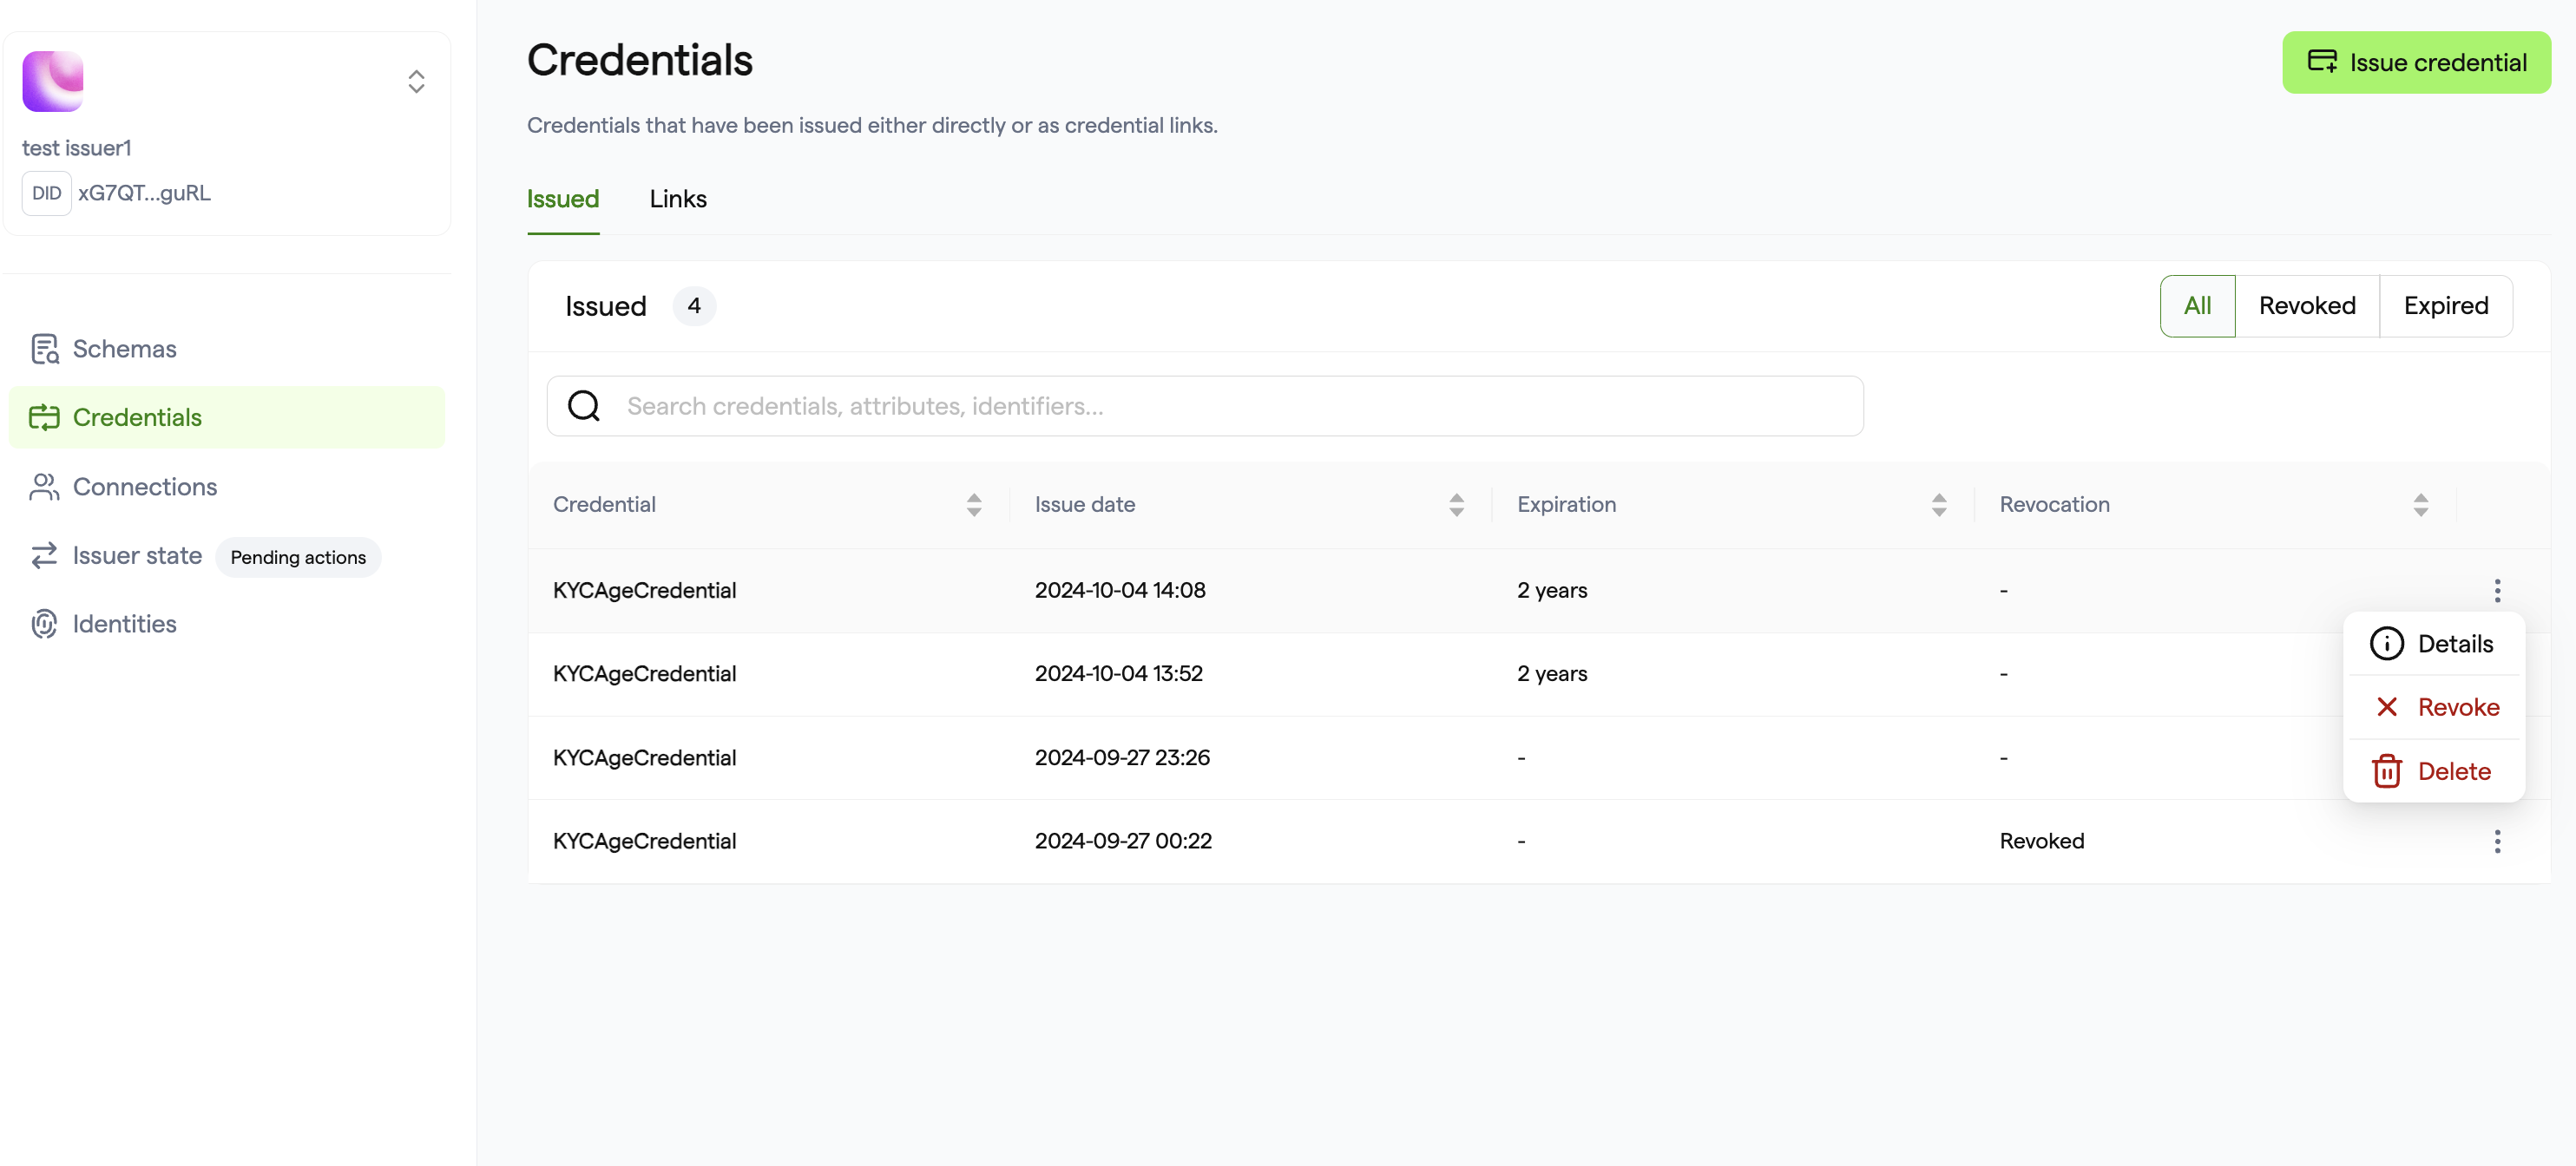 test issuer1
DID xG7QT...guRL
Schemas
Credentials
Connections
Issuer state Pending actions
Identities
Credentials
Issue credential
Credentials that have been issued either directly or as credential links.
Issued Links
Issued 4 All Revoked Expired
Search credentials, attributes, identifiers...
Credential Issue date Expiration Revocation
KYCAgeCredential 2024-10-04 14:08 2 years -
KYCAgeCredential 2024-10-04 13:52 2 years -
KYCAgeCredential 2024-09-27 23:26 - -
KYCAgeCredential 2024-09-27 00:22 - Revoked
Details
Revoke
Delete